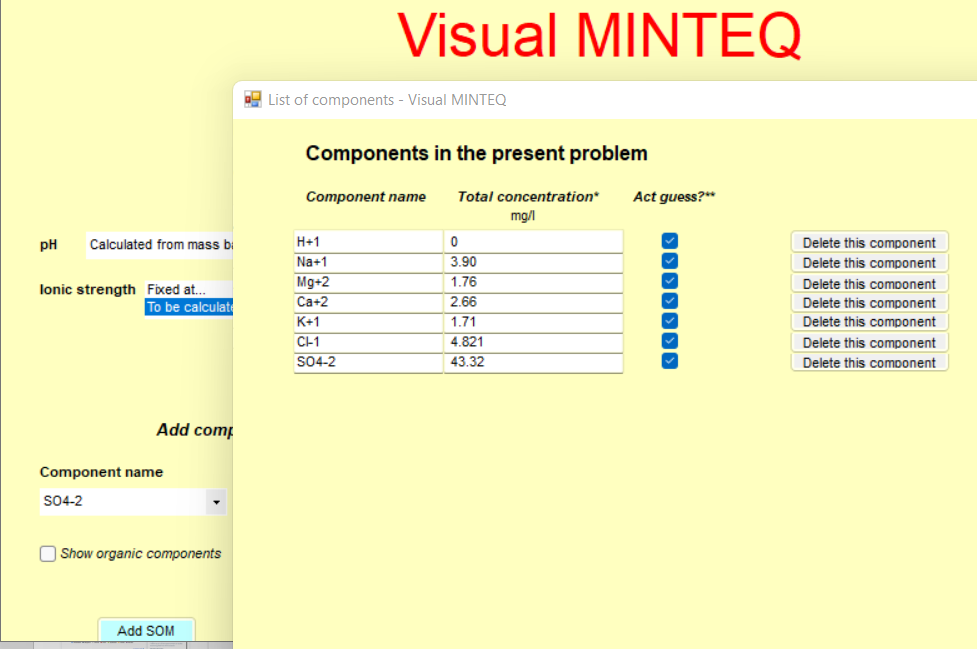 Visual MINTEQ
List of components - Visual MINTEQ
Components in the present problem
Component name Total concentration* Act guess?**
mg/l
H+1 0 Delete this component
Na+1 3.90 Delete this component
Mg+2 1.76 Delete this component
Ca+2 2.66 Delete this component
K+1 1.71 Delete this component
Cl-1 4.821 Delete this component
SO4-2 43.32 Delete this component
pH Calculated from mass ba
Ionic strength Fixed at...
To be calculate
Add comp
Component name
SO4-2
Show organic components
Add SOM